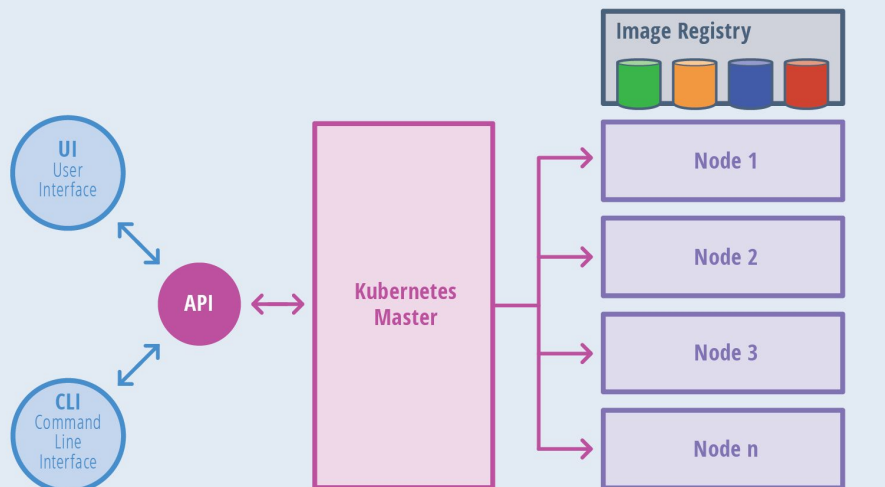 Image Registry
UI
User
Interface
API
CLI
Command
Line
Interface
Kubernetes
Master
Node 1
Node 2
Node 3
Node n